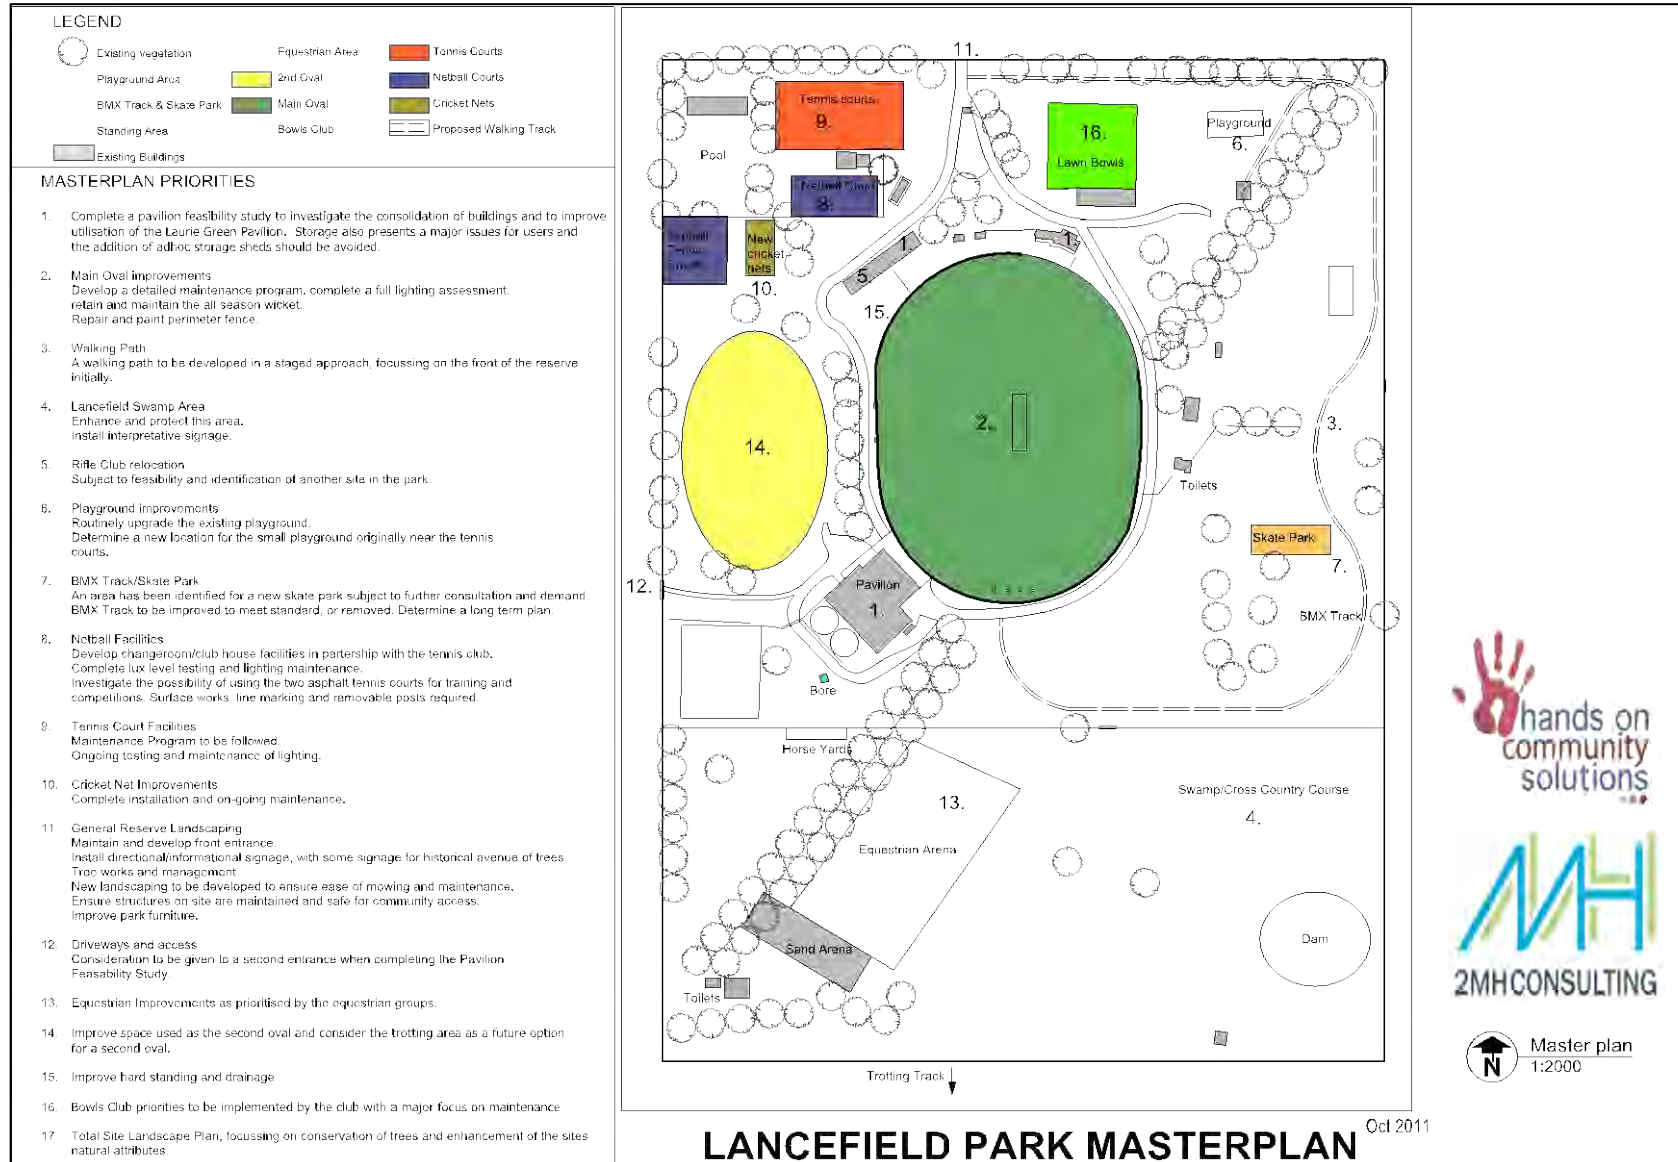 LEGEND
Existing vegetation
Equestrian Area
Tennis Courts
Playground Area
2nd Oval
Netball Courts
BMX Track & Skate Park
Main Oval
Cricket Nets
Standing Area
Bowls Club
Proposed Walking Track
Existing Buildings
MASTERPLAN PRIORITIES
1. Complete a pavilion feasibility study to investigate the consolidation of buildings and to improve
utilisation of the Laurie Green Pavilion. Storage also presents a major issues for users and
the addition of adhoc storage sheds should be avoided.
2. Main Oval improvements
Develop a detailed maintenance program, complete a full lighting assessment,
retain and maintain the all season wicket.
Repair and paint perimeter fence.
3. Walking Path
A walking path to be developed in a staged approach, focussing on the front of the reserve
initially.
4. Lancefield Swamp Area
Enhance and protect this area.
Install interpretative signage.
5. Rifle Club relocation
Subject to feasibility and identification of another site in the park.
6. Playground improvements
Routinely upgrade the existing playground.
Determine a new location for the small playground originally near the tennis
courts.
7. BMX Track/Skate Park
An area has been identified for a new skate park subject to further consultation and demand.
BMX Track to be improved to meet standard, or removed. Determine a long term plan.
8. Netball Facilities
Develop changeroom/club house facilities in partership with the tennis club.
Complete lux level testing and lighting maintenance.
Investigate the possibility of using the two asphalt tennis courts for training and
competitions. Surface works, line marking and removable posts required.
9. Tennis Court Facilities
Maintenance Program to be followed.
Ongoing testing and maintenance of lighting.
10. Cricket Net Improvements
Complete installation and on-going maintenance.
11 General Reserve Landscaping
Maintain and develop front entrance.
Install directional/informational signage, with some signage for historical avenue of trees
Tree works and management
New landscaping to be developed to ensure ease of mowing and maintenance.
Ensure structures on site are maintained and safe for community access.
Improve park furniture.
12. Driveways and access
Consideration to be given to a second entrance when completing the Pavilion
Feasability Study.
13. Equestrian Improvements as prioritised by the equestrian groups.
14. Improve space used as the second oval and consider the trotting area as a future option
for a second oval.
15. Improve hard standing and drainage
16. Bowls Club priorities to be implemented by the club with a major focus on maintenance
17 Total Site Landscape Plan, focussing on conservation of trees and enhancement of the sites
natural attributes.
11.
Tennis courts
9.
Pool
16.
Lawn Bowls
Playground
6.
Netball Court
8.
New
cricket
nets
10.
1.
5.
1.
15.
14.
2.
3.
Toilets
Skate Park
7.
BMX Track
12.
Pavilion
1.
Bore
Horse Yards
13.
Equestrian Arena
Swamp/Cross Country Course
4.
Sand Arena
Dam
Toilets
Trotting Track
LANCEFIELD PARK MASTERPLAN
Oct 2011
hands on
community
solutions
MH
2MHCONSULTING
N
Master plan
1:2000